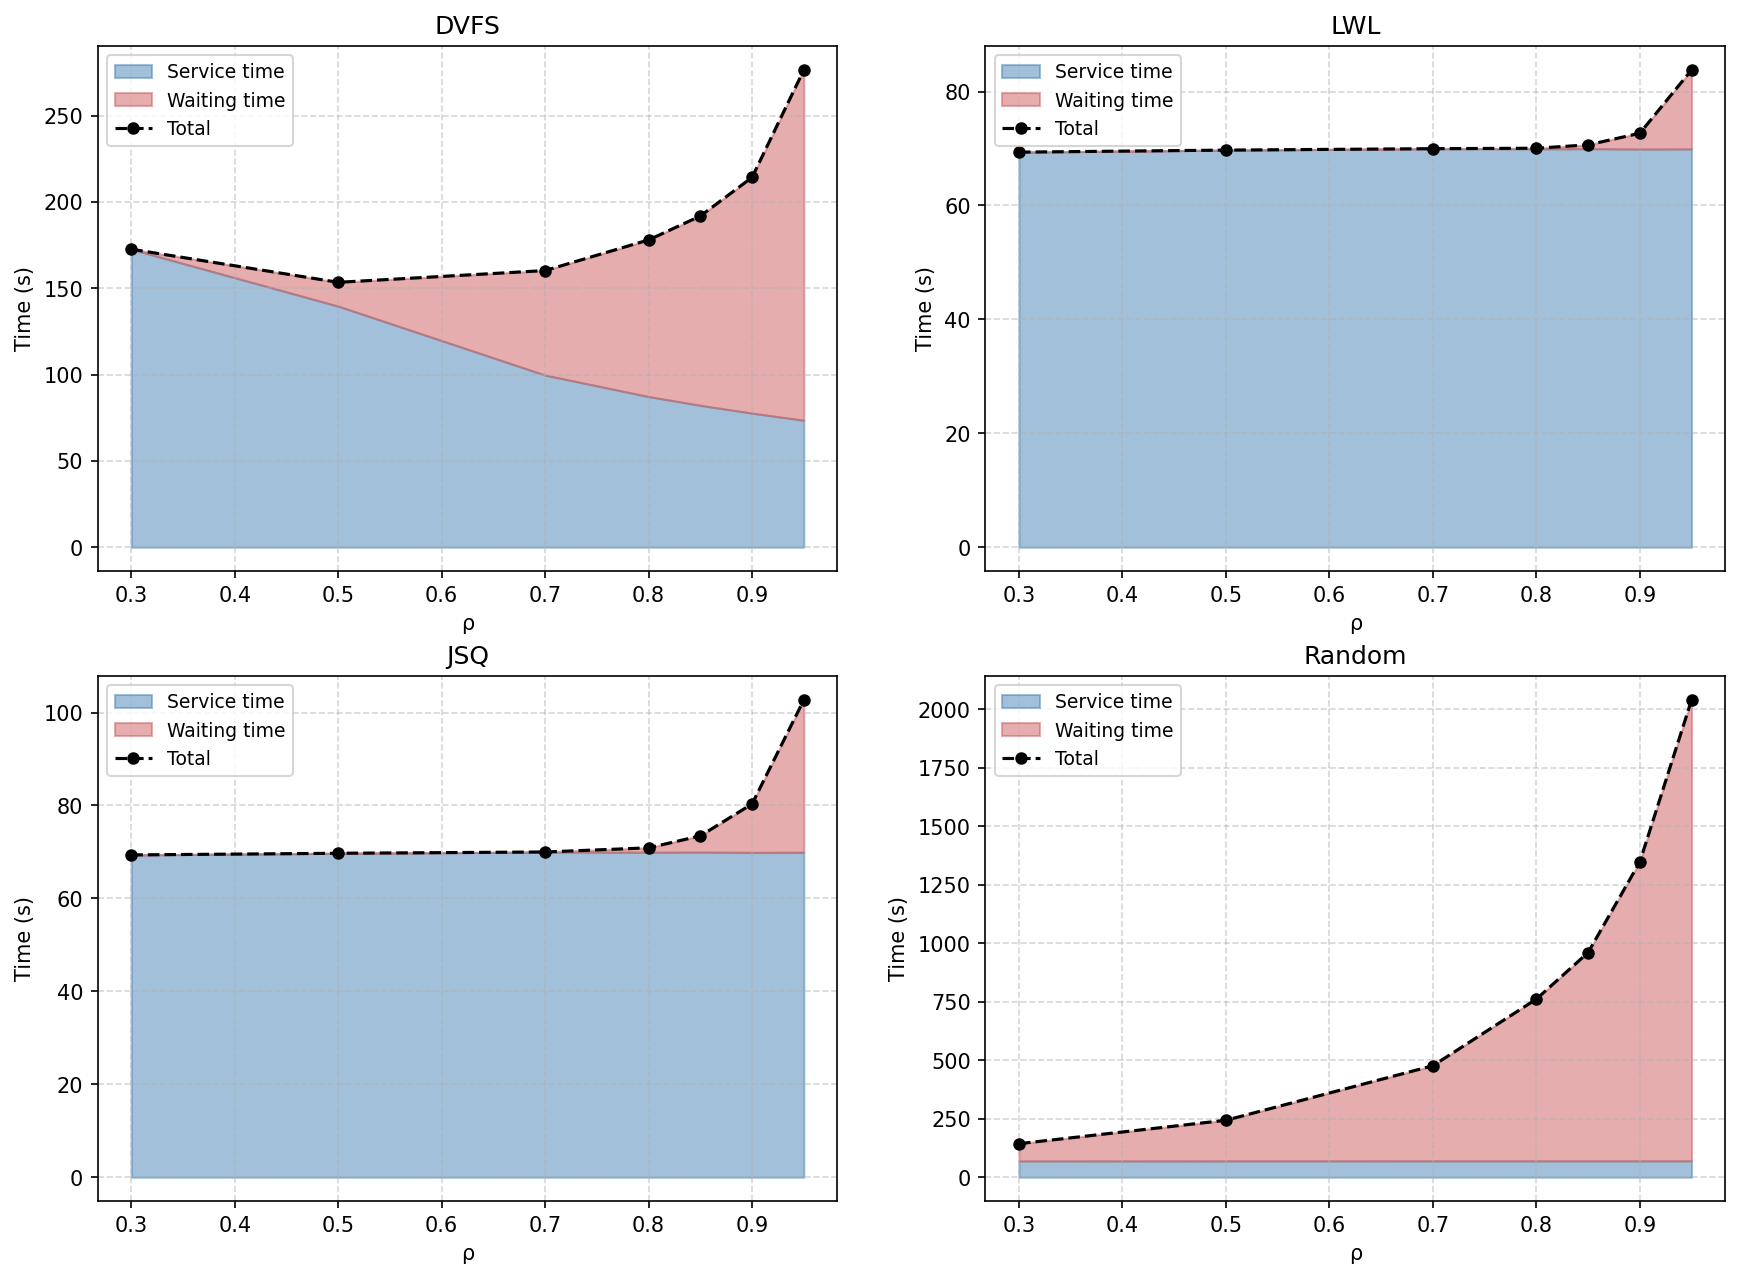 DVFS
Service time
Waiting time
Total
250
200
150
100
50
0
Time (s)
0.3 0.4 0.5 0.6 0.7 0.8 0.9
ρ
LWL
Service time
Waiting time
Total
80
60
40
20
0
Time (s)
0.3 0.4 0.5 0.6 0.7 0.8 0.9
ρ
JSQ
Service time
Waiting time
Total
100
80
60
40
20
0
Time (s)
0.3 0.4 0.5 0.6 0.7 0.8 0.9
ρ
Random
Service time
Waiting time
Total
2000
1750
1500
1250
1000
750
500
250
0
Time (s)
0.3 0.4 0.5 0.6 0.7 0.8 0.9
ρ